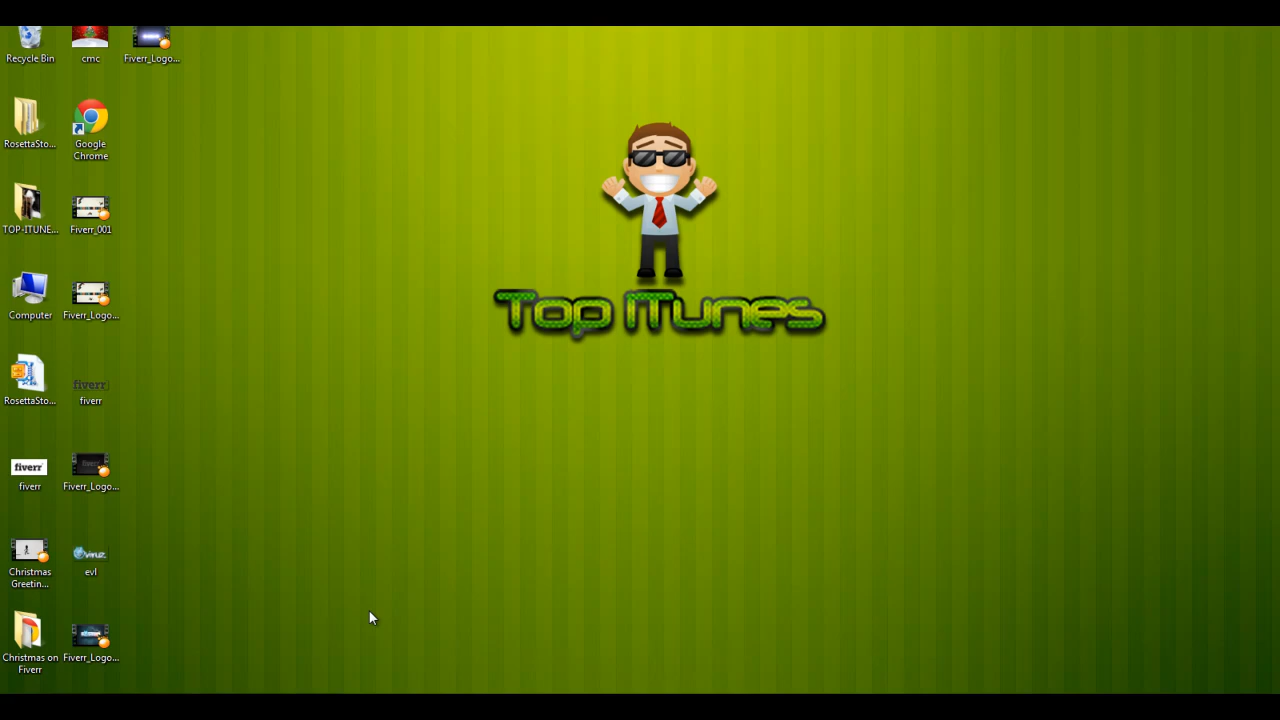 Recycle Bin
cmc
Fiverr_Logo...
RosettaSto...
Google
Chrome
TOP-ITUNE...
Fiverr_001
Computer
Fiverr_Logo...
RosettaSto...
fiverr
fiverr
fiverr
fiverr
Fiverr_Logo...
Christmas
Greetin...
evl
Christmas on
Fiverr
Fiverr_Logo...
Top iTunes